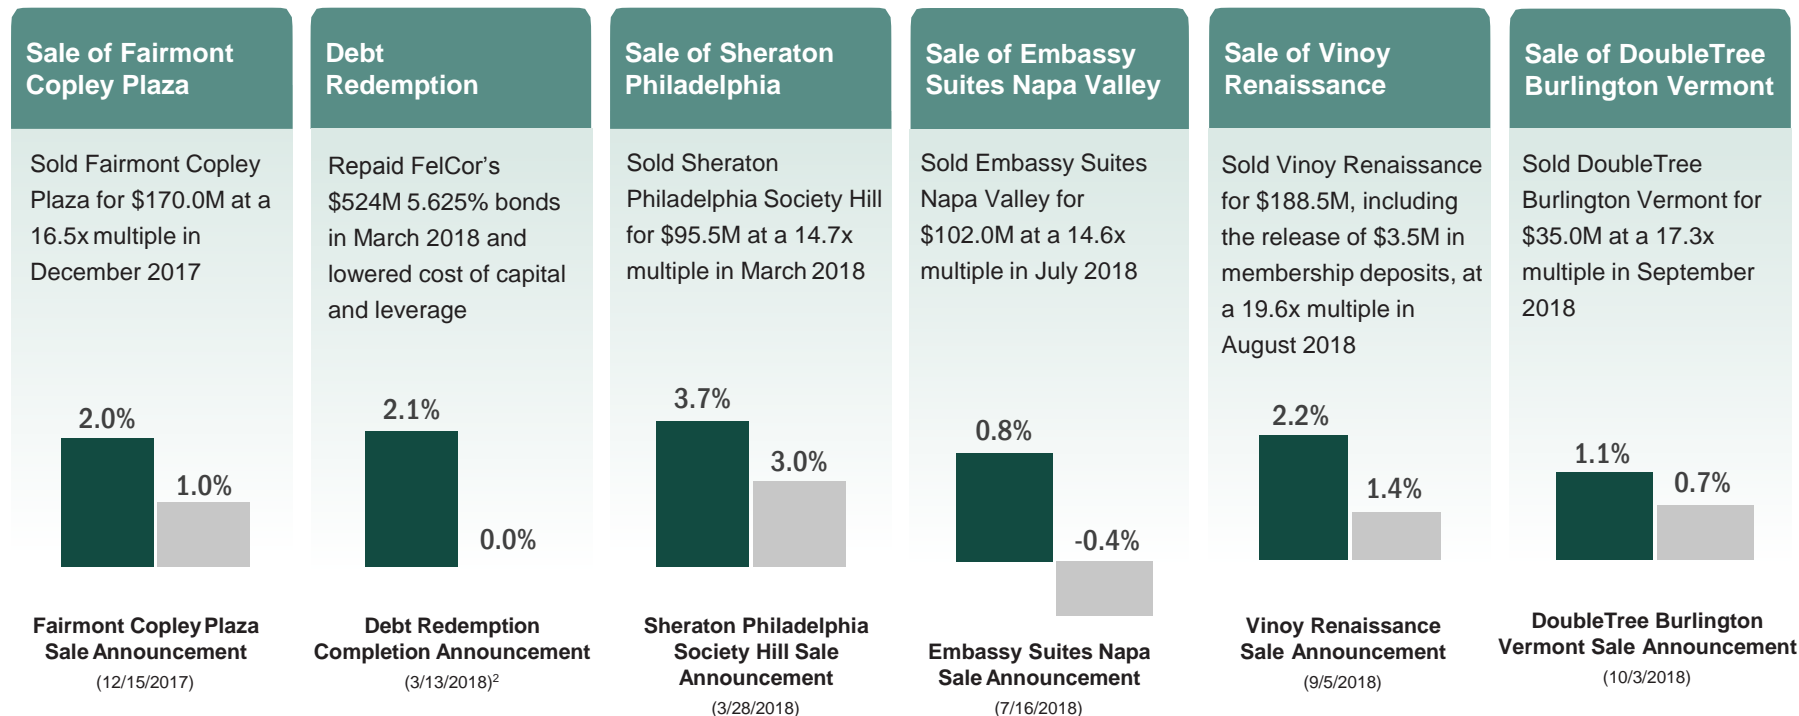 Sale of Fairmont
Copley Plaza
Sold Fairmont Copley
Plaza for $170.0M at a
16.5x multiple in
December 2017
2.0%
1.0%
Fairmont Copley Plaza
Sale Announcement
(12/15/2017)
Debt
Redemption
Repaid FelCor’s
$524M 5.625% bonds
in March 2018 and
lowered cost of capital
and leverage
2.1%
0.0%
Debt Redemption
Completion Announcement
(3/13/2018)²
Sale of Sheraton
Philadelphia
Sold Sheraton
Philadelphia Society Hill
for $95.5M at a 14.7x
multiple in March 2018
3.7%
3.0%
Sheraton Philadelphia
Society Hill Sale
Announcement
(3/28/2018)
Sale of Embassy
Suites Napa Valley
Sold Embassy Suites
Napa Valley for
$102.0M at a 14.6x
multiple in July 2018
0.8%
-0.4%
Embassy Suites Napa
Sale Announcement
(7/16/2018)
Sale of Vinoy
Renaissance
Sold Vinoy Renaissance
for $188.5M, including
the release of $3.5M in
membership deposits, at
a 19.6x multiple in
August 2018
2.2%
1.4%
Vinoy Renaissance
Sale Announcement
(9/5/2018)
Sale of DoubleTree
Burlington Vermont
Sold DoubleTree
Burlington Vermont for
$35.0M at a 17.3x
multiple in September
2018
1.1%
0.7%
DoubleTree Burlington
Vermont Sale Announcement
(10/3/2018)